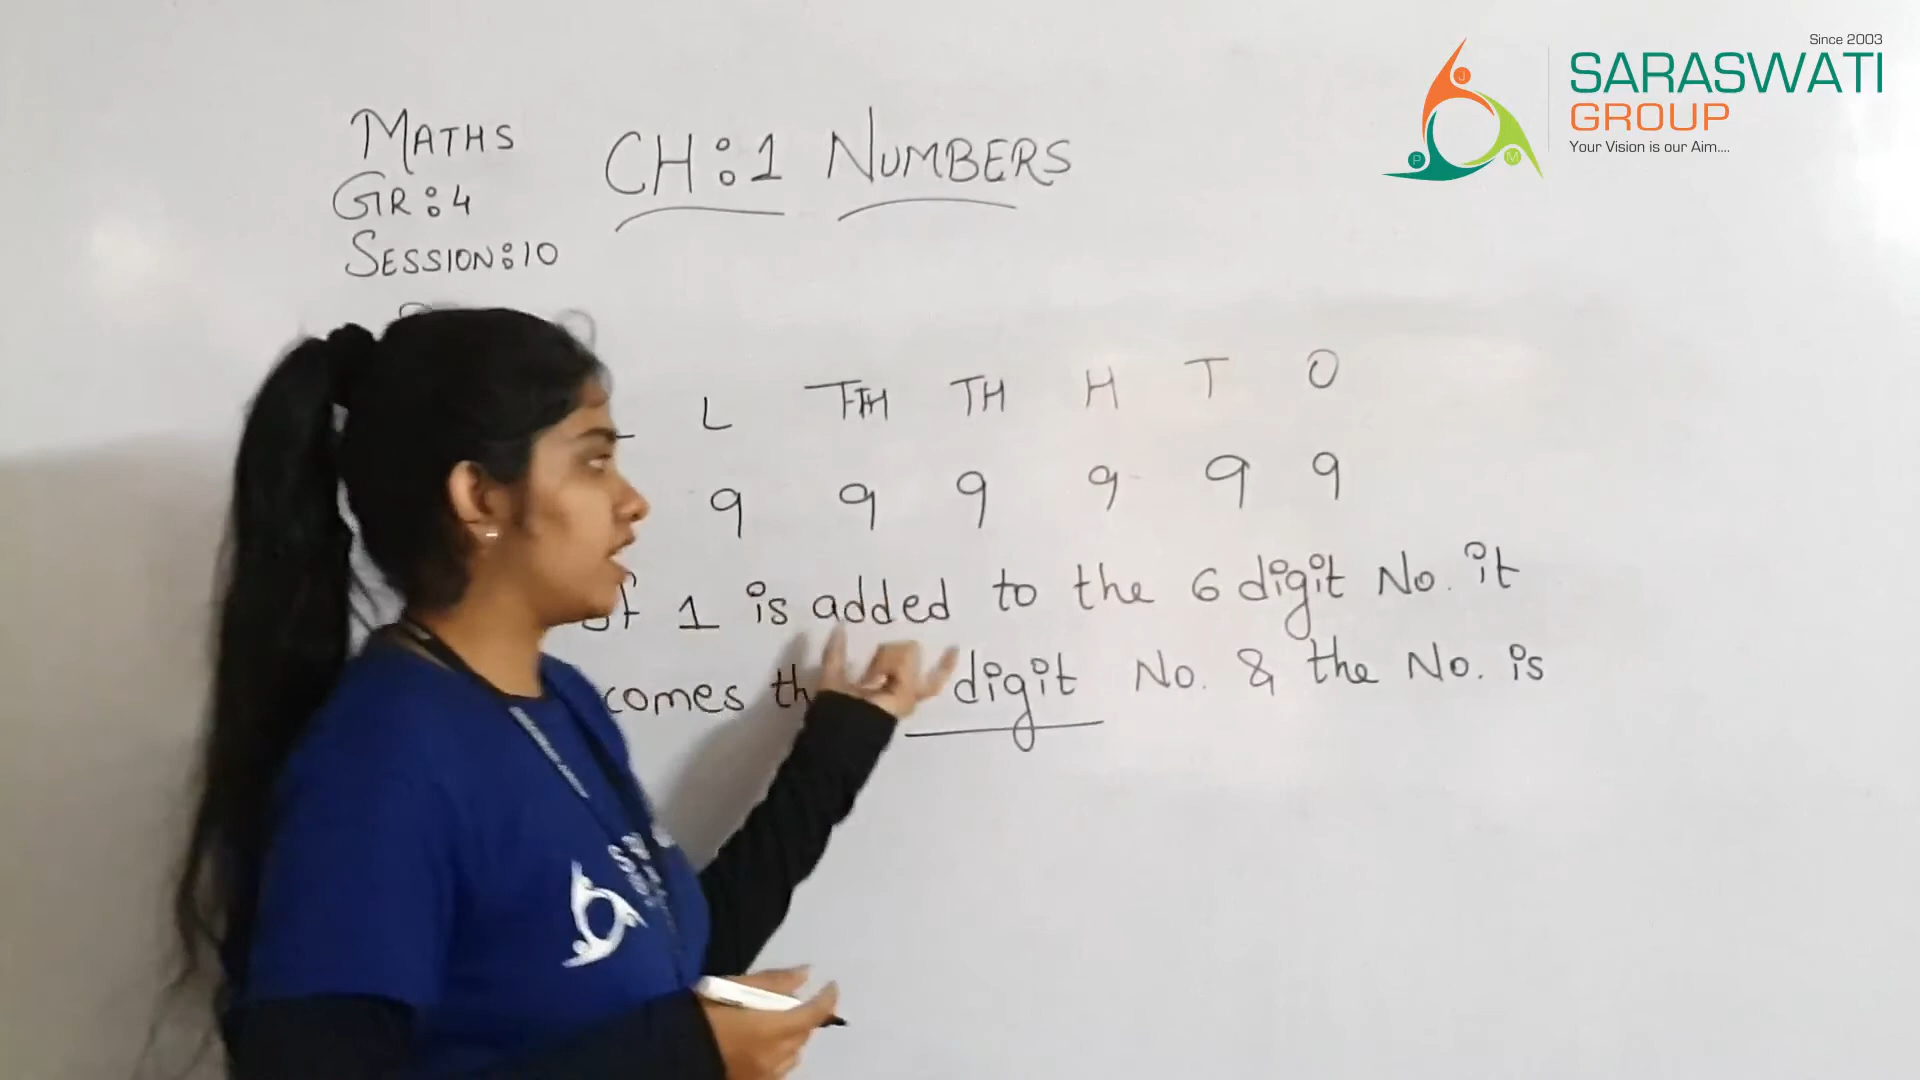 Since 2003
SARASWATI
GROUP
Your Vision is our Aim....
J
P
M
MATHS
GR:4
SESSION:10
CH:1 NUMBERS
L TTH TH H T O
9 9 9 9 9 9
1 is added to the 6 digit No. it
digit No. & the No. is